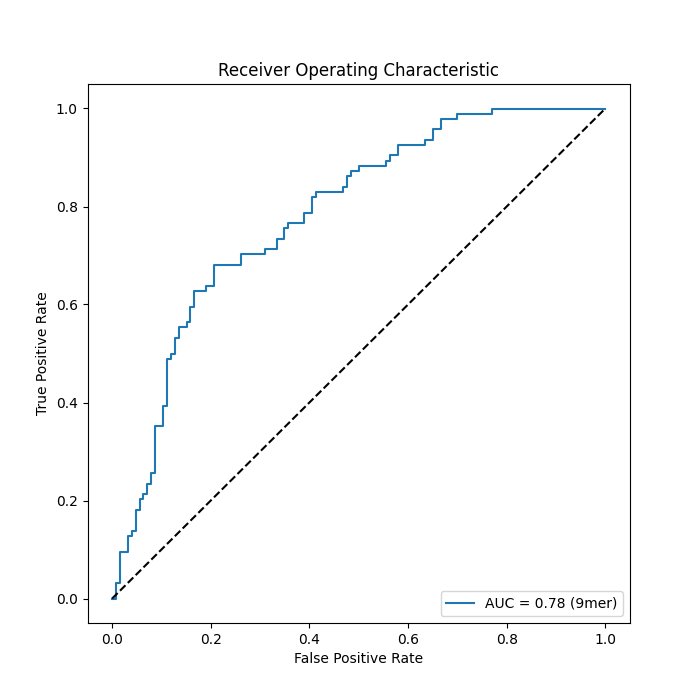 Receiver Operating Characteristic
1.0
0.8
0.6
0.4
0.2
0.0
True Positive Rate
AUC = 0.78 (9mer)
0.0 0.2 0.4 0.6 0.8 1.0
False Positive Rate